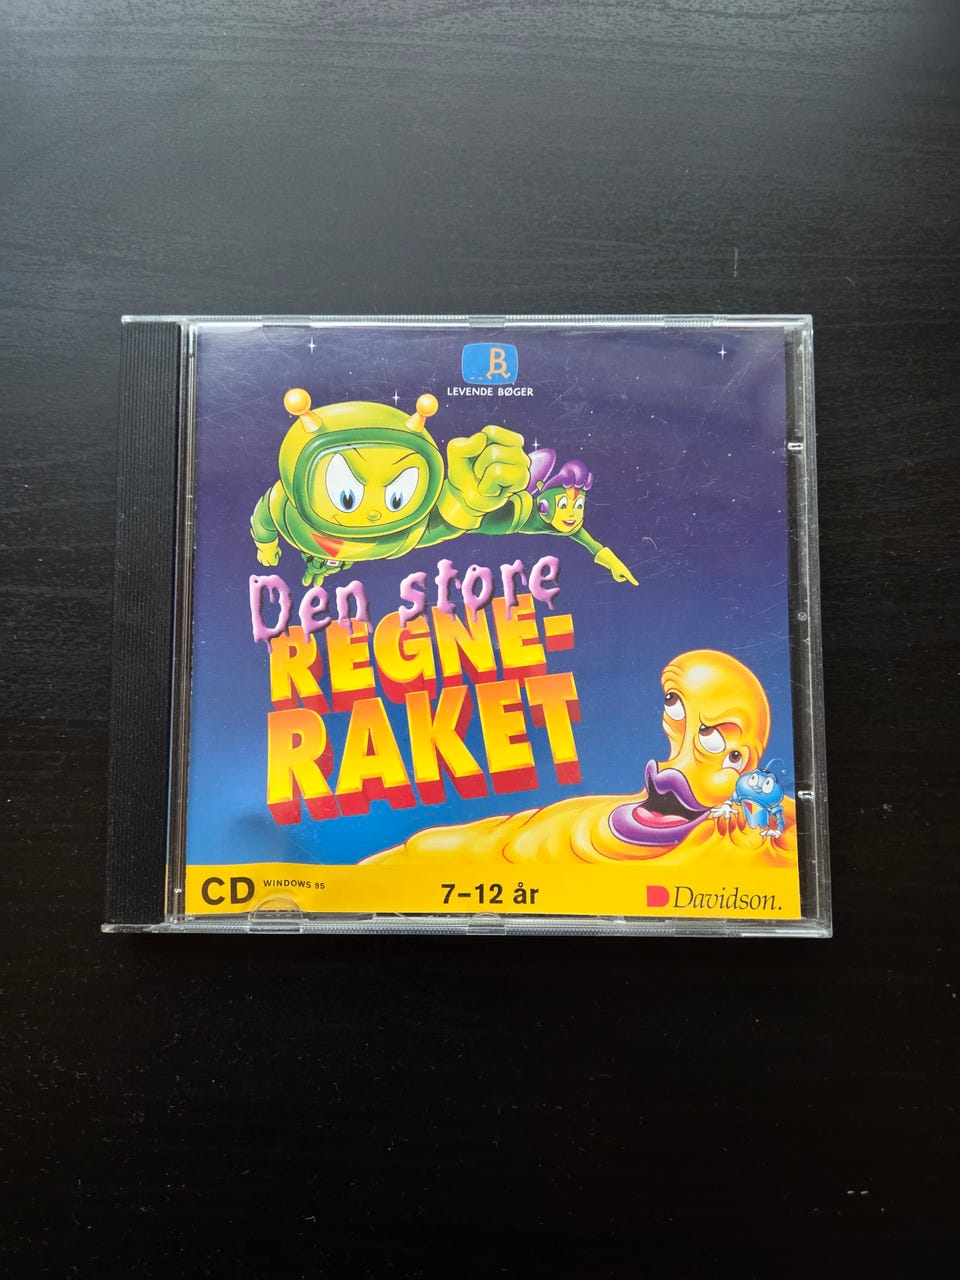 B
LEVENDE BØGER
Den store
REGNE-
RAKET
CD WINDOWS 95
7-12 år
Davidson.